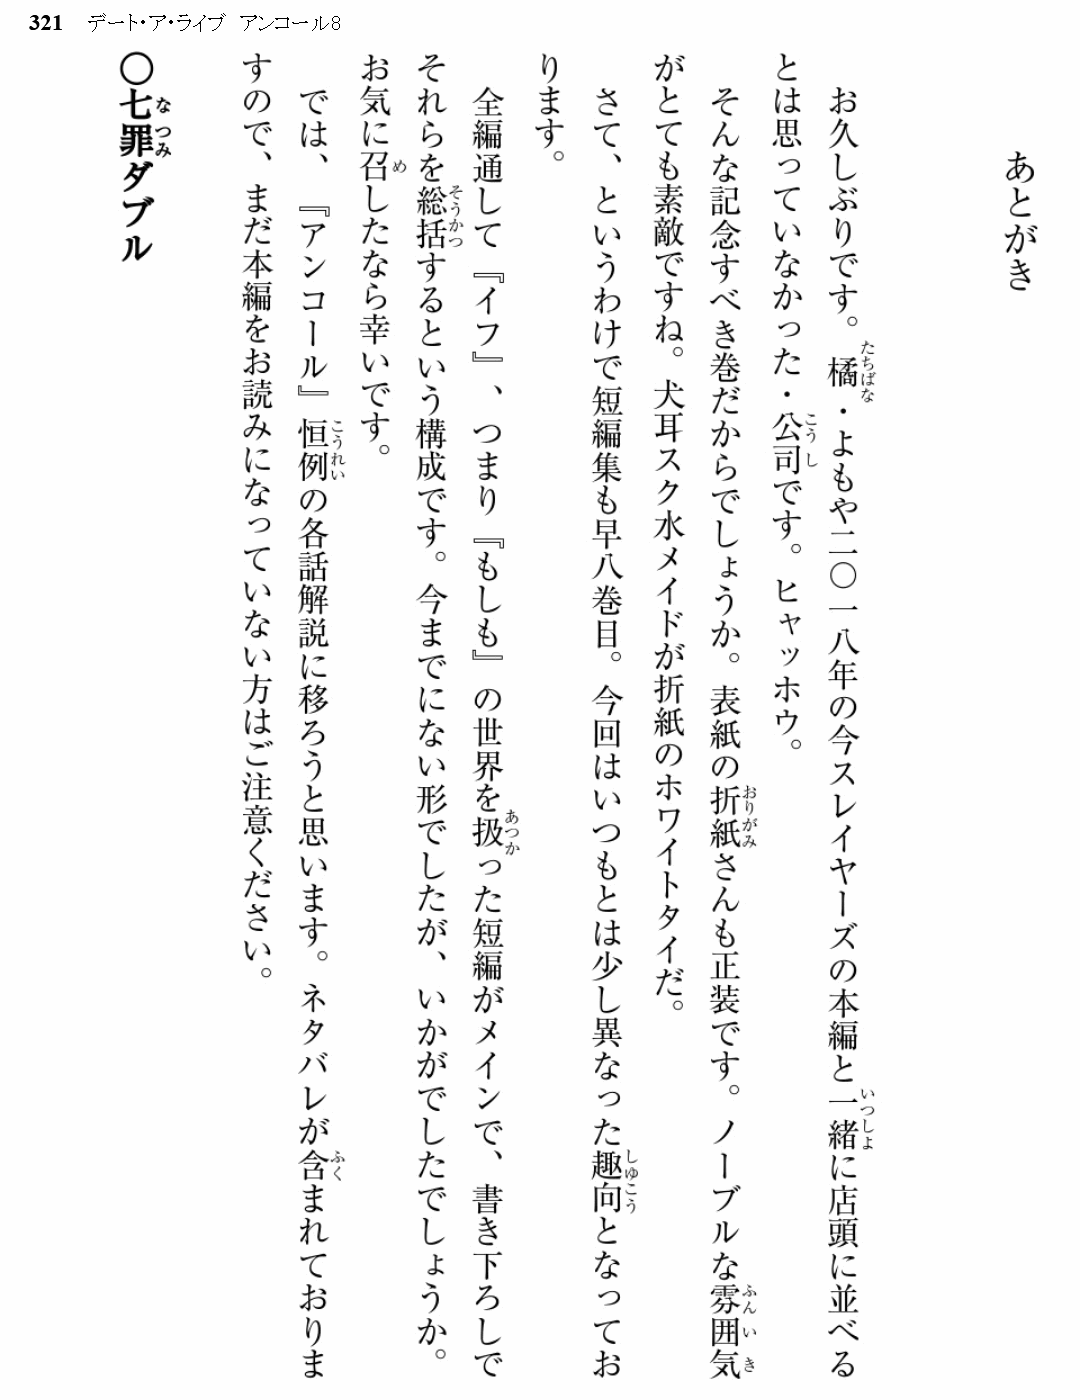 321 デート・ア・ライブ アンコール8
あとがき
お久しぶりです。橘・よもや二〇一八年の今スレイヤーズの本編と一緒に店頭に並べる
とは思っていなかった・公司です。ヒャッホウ。
そんな記念すべき巻だからでしょうか。表紙の折紙さんも正装です。ノーブルな雰囲気
がとても素敵ですね。犬耳スク水メイドが折紙のホワイトタイだ。
さて、というわけで短編集も早八巻目。今回はいつもとは少し異なった趣向となってお
ります。
全編通して『イフ』、つまり『もしも』の世界を扱った短編がメインで、書き下ろしで
それらを総括するという構成です。今までにない形でしたが、いかがでしたでしょうか。
お気に召したなら幸いです。
では、『アンコール』恒例の各話解説に移ろうと思います。ネタバレが含まれておりま
すので、まだ本編をお読みになっていない方はご注意ください。
〇七罪ダブル